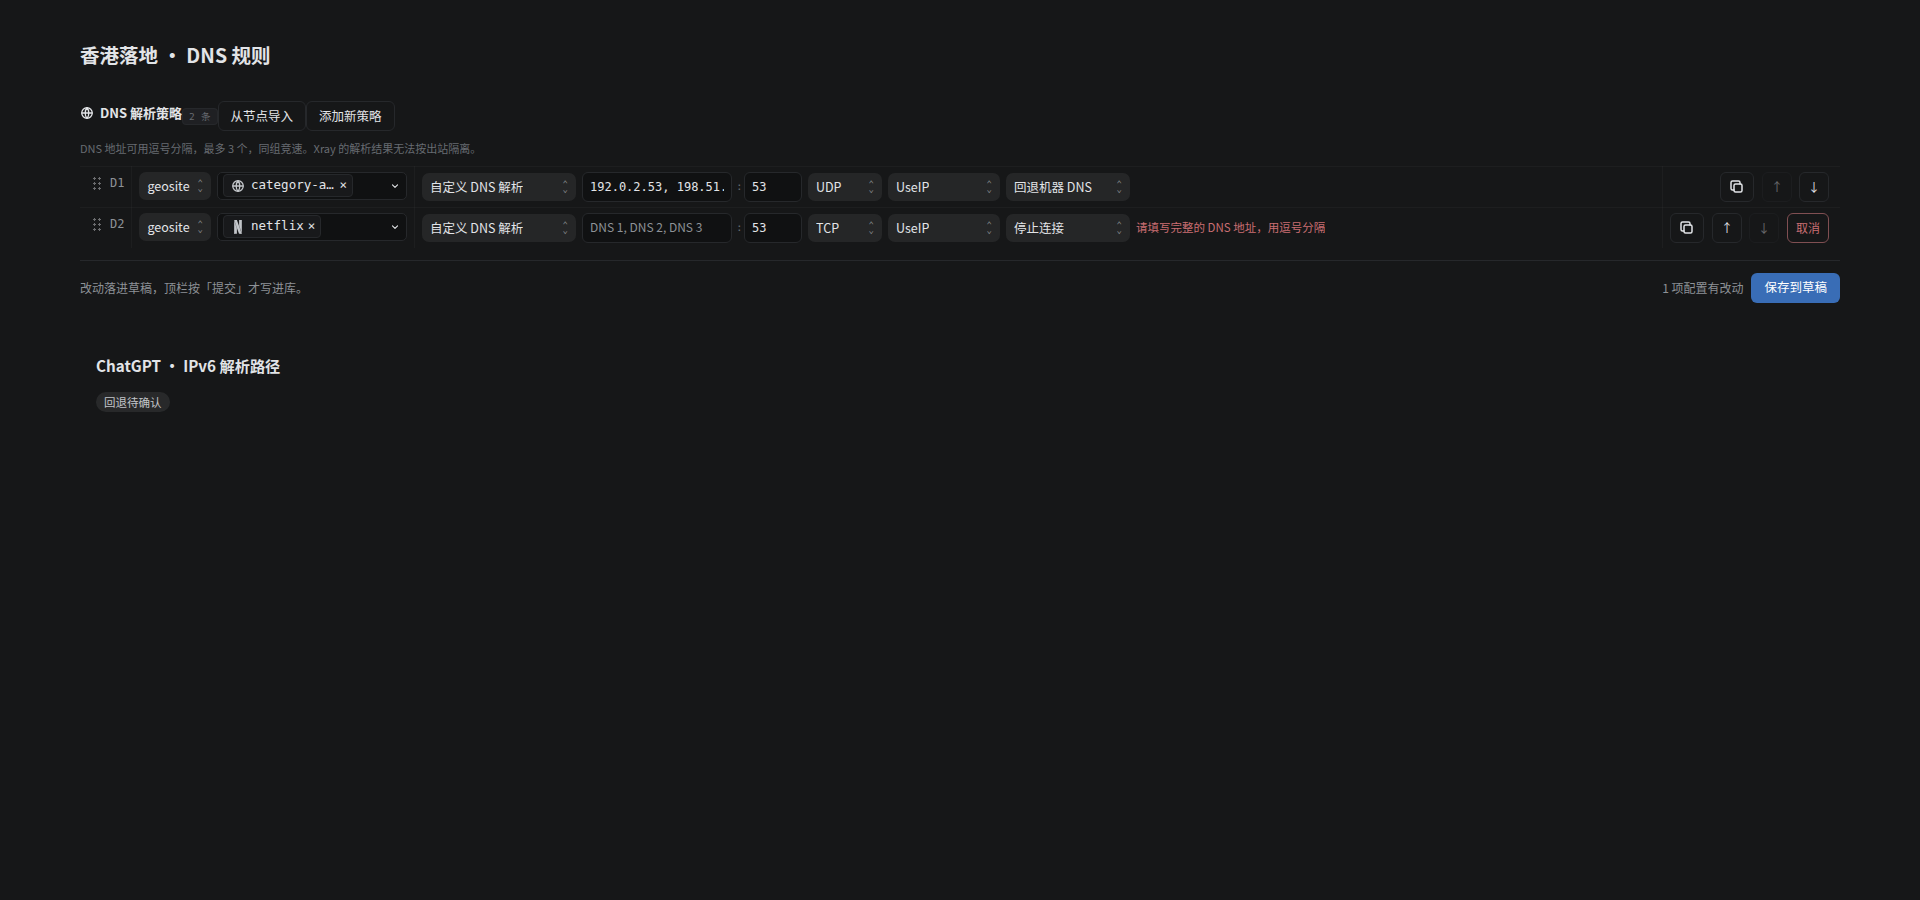 香港落地 · DNS 规则
DNS 解析策略 2 条 从节点导入 添加新策略
DNS 地址可用逗号分隔，最多 3 个，同组竞速。Xray 的解析结果无法按出站隔离。
D1 geosite category-a… × 自定义 DNS 解析 192.0.2.53, 198.51. : 53 UDP UseIP 回退机器 DNS ↑ ↓
D2 geosite netflix × 自定义 DNS 解析 DNS 1, DNS 2, DNS 3 : 53 TCP UseIP 停止连接 请填写完整的 DNS 地址，用逗号分隔 ↑ ↓ 取消
改动落进草稿，顶栏按「提交」才写进库。 1 项配置有改动 保存到草稿
ChatGPT · IPv6 解析路径
回退待确认